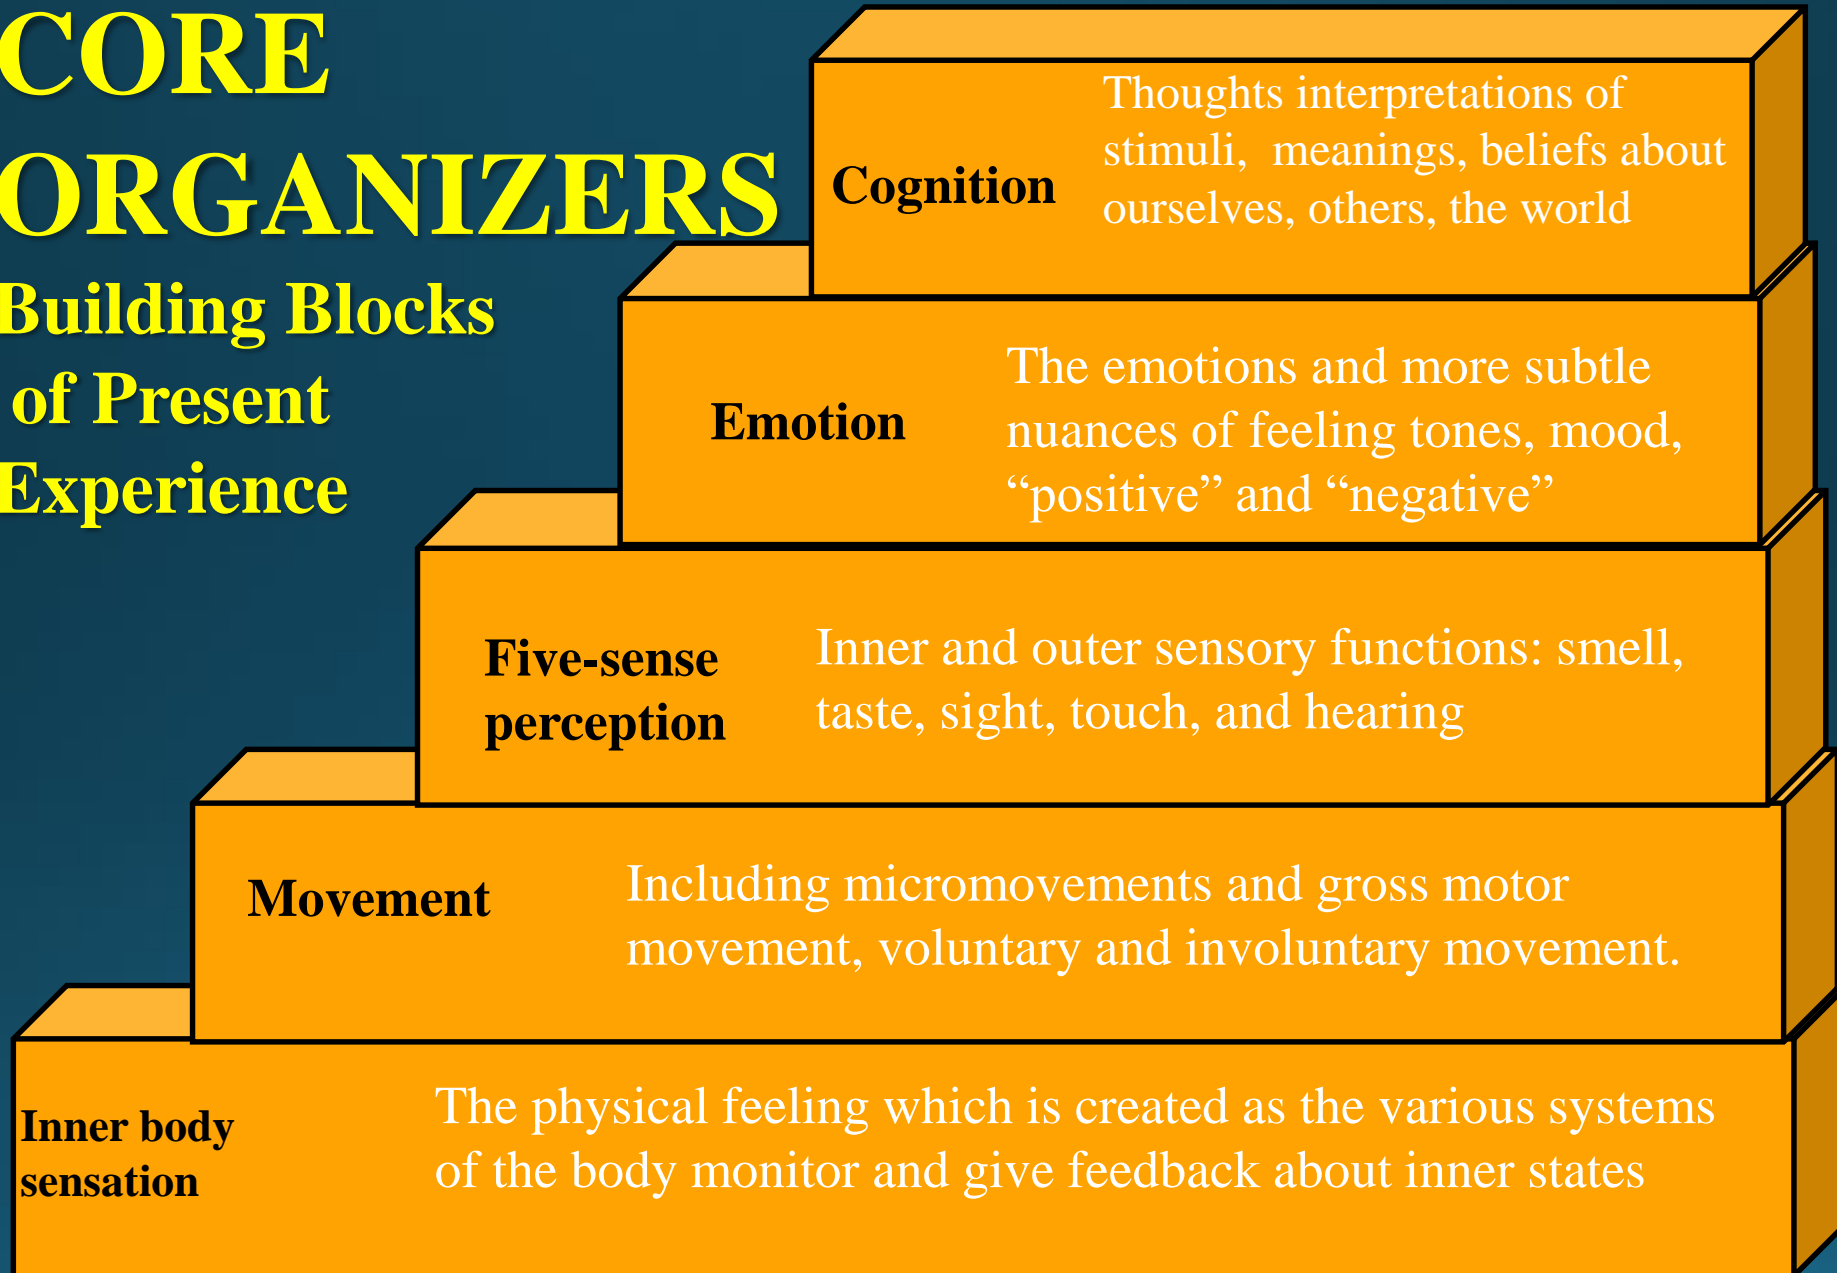 CORE
ORGANIZERS
Building Blocks
of Present
Experience
Cognition
Thoughts interpretations of
stimuli,  meanings, beliefs about
ourselves, others, the world
Emotion
The emotions and more subtle
nuances of feeling tones, mood,
“positive” and “negative”
Five-sense
perception
Inner and outer sensory functions: smell,
taste, sight, touch, and hearing
Movement
Including micromovements and gross motor
movement, voluntary and involuntary movement.
Inner body
sensation
The physical feeling which is created as the various systems
of the body monitor and give feedback about inner states